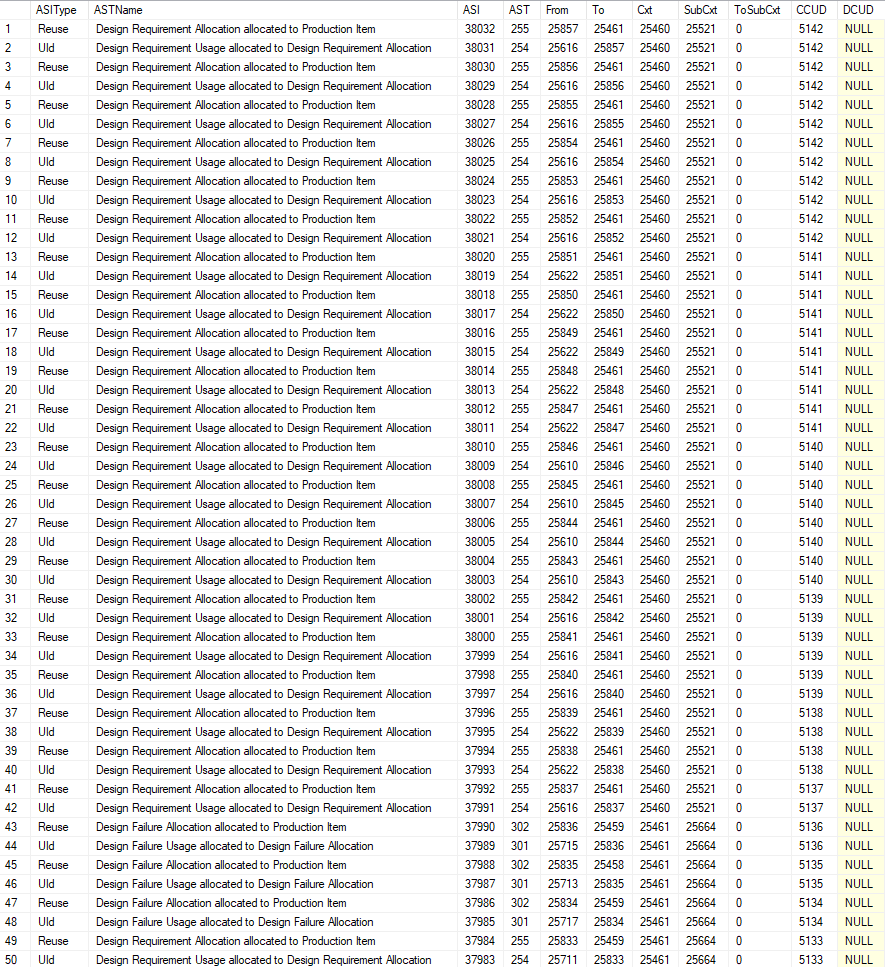 ASIType ASTName ASI AST From To Cxt SubCxt ToSubCxt CCUD DCUD
1 Reuse Design Requirement Allocation allocated to Production Item 38032 255 25857 25461 25460 25521 0 5142 NULL
2 UId Design Requirement Usage allocated to Design Requirement Allocation 38031 254 25616 25857 25460 25521 0 5142 NULL
3 Reuse Design Requirement Allocation allocated to Production Item 38030 255 25856 25461 25460 25521 0 5142 NULL
4 UId Design Requirement Usage allocated to Design Requirement Allocation 38029 254 25616 25856 25460 25521 0 5142 NULL
5 Reuse Design Requirement Allocation allocated to Production Item 38028 255 25855 25461 25460 25521 0 5142 NULL
6 UId Design Requirement Usage allocated to Design Requirement Allocation 38027 254 25616 25855 25460 25521 0 5142 NULL
7 Reuse Design Requirement Allocation allocated to Production Item 38026 255 25854 25461 25460 25521 0 5142 NULL
8 UId Design Requirement Usage allocated to Design Requirement Allocation 38025 254 25616 25854 25460 25521 0 5142 NULL
9 Reuse Design Requirement Allocation allocated to Production Item 38024 255 25853 25461 25460 25521 0 5142 NULL
10 UId Design Requirement Usage allocated to Design Requirement Allocation 38023 254 25616 25853 25460 25521 0 5142 NULL
11 Reuse Design Requirement Allocation allocated to Production Item 38022 255 25852 25461 25460 25521 0 5142 NULL
12 UId Design Requirement Usage allocated to Design Requirement Allocation 38021 254 25616 25852 25460 25521 0 5142 NULL
13 Reuse Design Requirement Allocation allocated to Production Item 38020 255 25851 25461 25460 25521 0 5141 NULL
14 UId Design Requirement Usage allocated to Design Requirement Allocation 38019 254 25622 25851 25460 25521 0 5141 NULL
15 Reuse Design Requirement Allocation allocated to Production Item 38018 255 25850 25461 25460 25521 0 5141 NULL
16 UId Design Requirement Usage allocated to Design Requirement Allocation 38017 254 25622 25850 25460 25521 0 5141 NULL
17 Reuse Design Requirement Allocation allocated to Production Item 38016 255 25849 25461 25460 25521 0 5141 NULL
18 UId Design Requirement Usage allocated to Design Requirement Allocation 38015 254 25622 25849 25460 25521 0 5141 NULL
19 Reuse Design Requirement Allocation allocated to Production Item 38014 255 25848 25461 25460 25521 0 5141 NULL
20 UId Design Requirement Usage allocated to Design Requirement Allocation 38013 254 25622 25848 25460 25521 0 5141 NULL
21 Reuse Design Requirement Allocation allocated to Production Item 38012 255 25847 25461 25460 25521 0 5141 NULL
22 UId Design Requirement Usage allocated to Design Requirement Allocation 38011 254 25622 25847 25460 25521 0 5141 NULL
23 Reuse Design Requirement Allocation allocated to Production Item 38010 255 25846 25461 25460 25521 0 5140 NULL
24 UId Design Requirement Usage allocated to Design Requirement Allocation 38009 254 25610 25846 25460 25521 0 5140 NULL
25 Reuse Design Requirement Allocation allocated to Production Item 38008 255 25845 25461 25460 25521 0 5140 NULL
26 UId Design Requirement Usage allocated to Design Requirement Allocation 38007 254 25610 25845 25460 25521 0 5140 NULL
27 Reuse Design Requirement Allocation allocated to Production Item 38006 255 25844 25461 25460 25521 0 5140 NULL
28 UId Design Requirement Usage allocated to Design Requirement Allocation 38005 254 25610 25844 25460 25521 0 5140 NULL
29 Reuse Design Requirement Allocation allocated to Production Item 38004 255 25843 25461 25460 25521 0 5140 NULL
30 UId Design Requirement Usage allocated to Design Requirement Allocation 38003 254 25610 25843 25460 25521 0 5140 NULL
31 Reuse Design Requirement Allocation allocated to Production Item 38002 255 25842 25461 25460 25521 0 5139 NULL
32 UId Design Requirement Usage allocated to Design Requirement Allocation 38001 254 25616 25842 25460 25521 0 5139 NULL
33 Reuse Design Requirement Allocation allocated to Production Item 38000 255 25841 25461 25460 25521 0 5139 NULL
34 UId Design Requirement Usage allocated to Design Requirement Allocation 37999 254 25616 25841 25460 25521 0 5139 NULL
35 Reuse Design Requirement Allocation allocated to Production Item 37998 255 25840 25461 25460 25521 0 5139 NULL
36 UId Design Requirement Usage allocated to Design Requirement Allocation 37997 254 25616 25840 25460 25521 0 5139 NULL
37 Reuse Design Requirement Allocation allocated to Production Item 37996 255 25839 25461 25460 25521 0 5138 NULL
38 UId Design Requirement Usage allocated to Design Requirement Allocation 37995 254 25622 25839 25460 25521 0 5138 NULL
39 Reuse Design Requirement Allocation allocated to Production Item 37994 255 25838 25461 25460 25521 0 5138 NULL
40 UId Design Requirement Usage allocated to Design Requirement Allocation 37993 254 25622 25838 25460 25521 0 5138 NULL
41 Reuse Design Requirement Allocation allocated to Production Item 37992 255 25837 25461 25460 25521 0 5137 NULL
42 UId Design Requirement Usage allocated to Design Requirement Allocation 37991 254 25616 25837 25460 25521 0 5137 NULL
43 Reuse Design Failure Allocation allocated to Production Item 37990 302 25836 25459 25461 25664 0 5136 NULL
44 UId Design Failure Usage allocated to Design Failure Allocation 37989 301 25715 25836 25461 25664 0 5136 NULL
45 Reuse Design Failure Allocation allocated to Production Item 37988 302 25835 25458 25461 25664 0 5135 NULL
46 UId Design Failure Usage allocated to Design Failure Allocation 37987 301 25713 25835 25461 25664 0 5135 NULL
47 Reuse Design Failure Allocation allocated to Production Item 37986 302 25834 25459 25461 25664 0 5134 NULL
48 UId Design Failure Usage allocated to Design Failure Allocation 37985 301 25717 25834 25461 25664 0 5134 NULL
49 Reuse Design Requirement Allocation allocated to Production Item 37984 255 25833 25459 25461 25664 0 5133 NULL
50 UId Design Requirement Usage allocated to Design Requirement Allocation 37983 254 25711 25833 25461 25664 0 5133 NULL